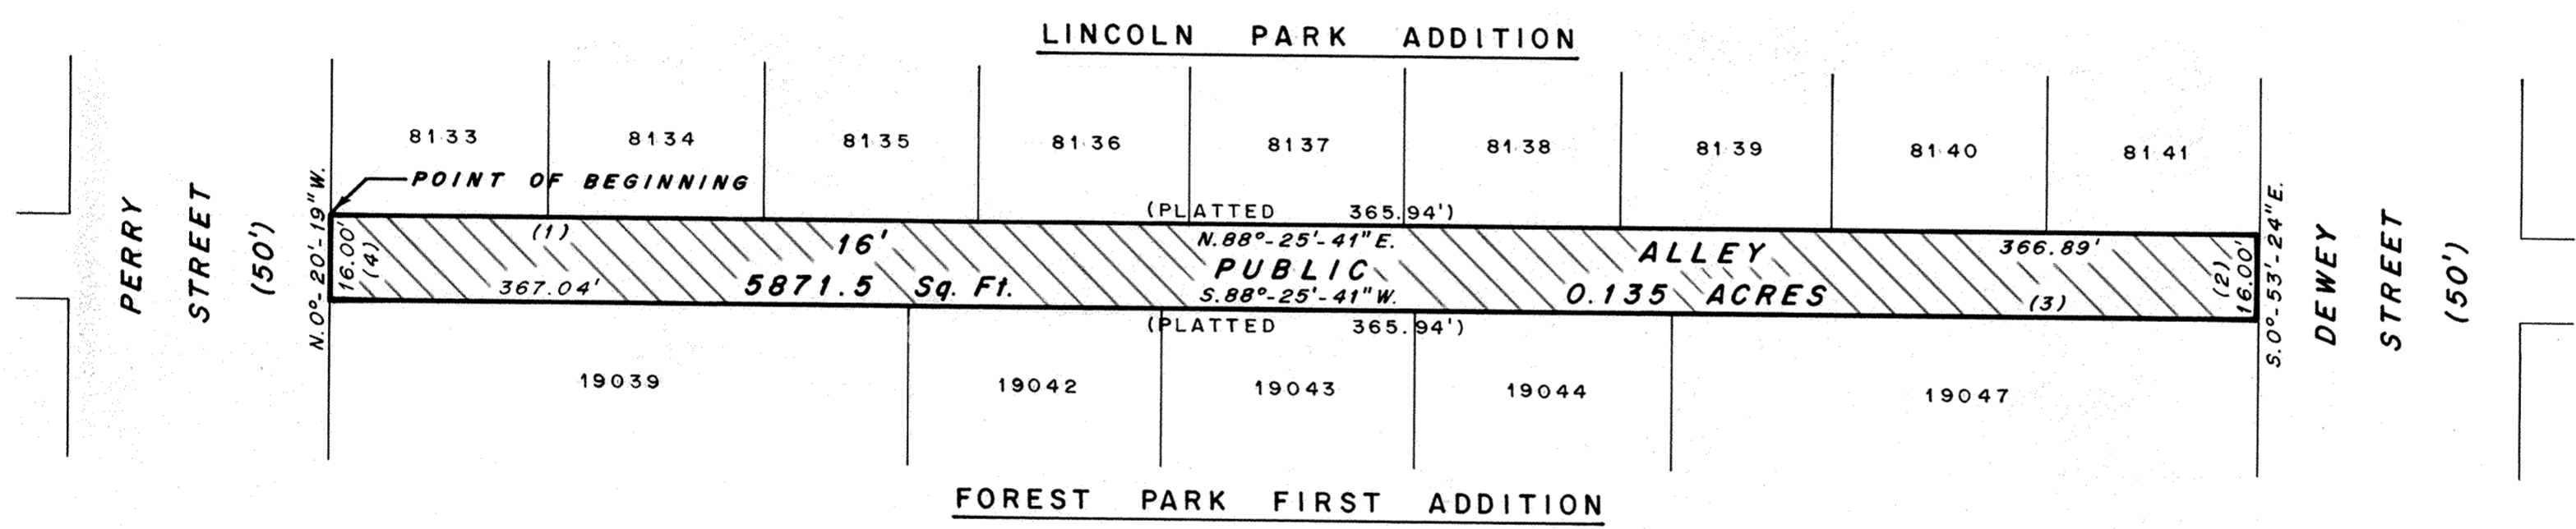 LINCOLN PARK ADDITION
8133 8134 8135 8136 8137 8138 8139 8140 8141
POINT OF BEGINNING
PERRY
STREET
(50')
N.0°-20'-19"W.
16.00'
(4)
(PLATTED 365.94')
(1) 16' N.88°-25'-41"E. ALLEY 366.89'
PUBLIC
367.04' 5871.5 Sq. Ft. S.88°-25'-41"W. 0.135 ACRES (3)
(PLATTED 365.94')
(2)
16.00'
S.0°-53'-24"E.
DEWEY
STREET
(50')
19039 19042 19043 19044 19047
FOREST PARK FIRST ADDITION